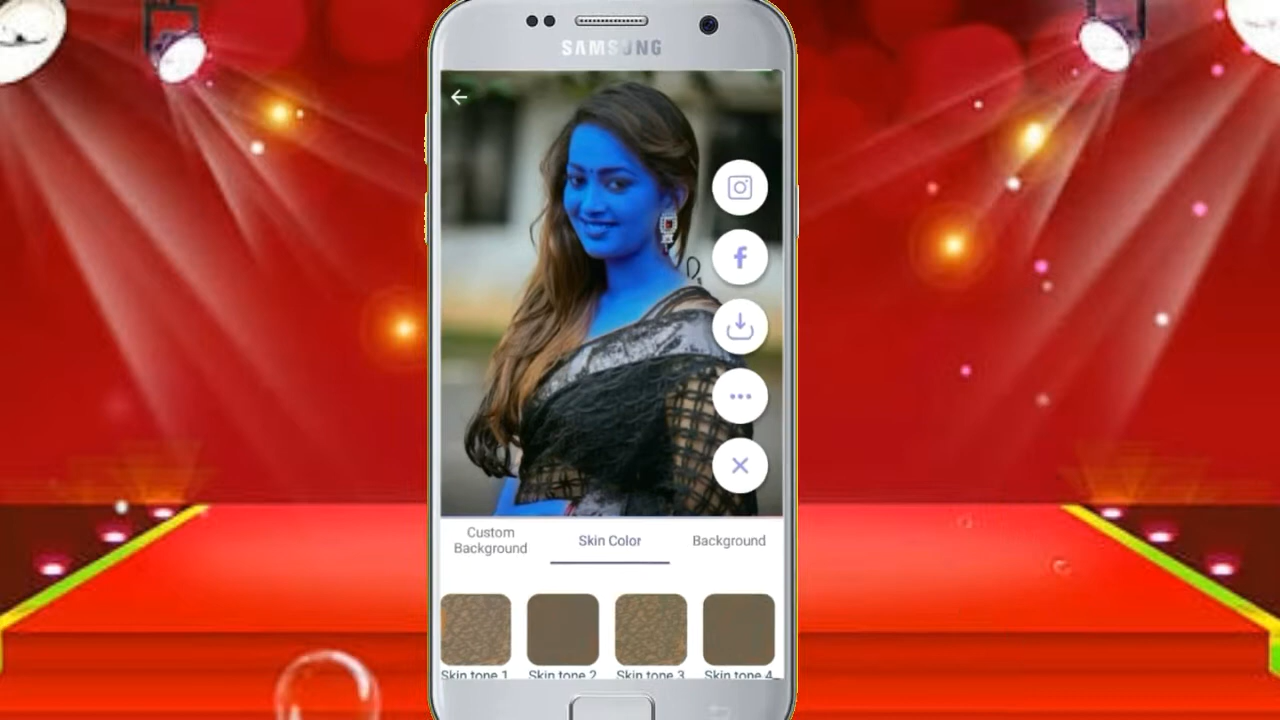 SAMSUNG
Custom
Background
Skin Color
Background
Skin tone 1
Skin tone 2
Skin tone 3
Skin tone 4